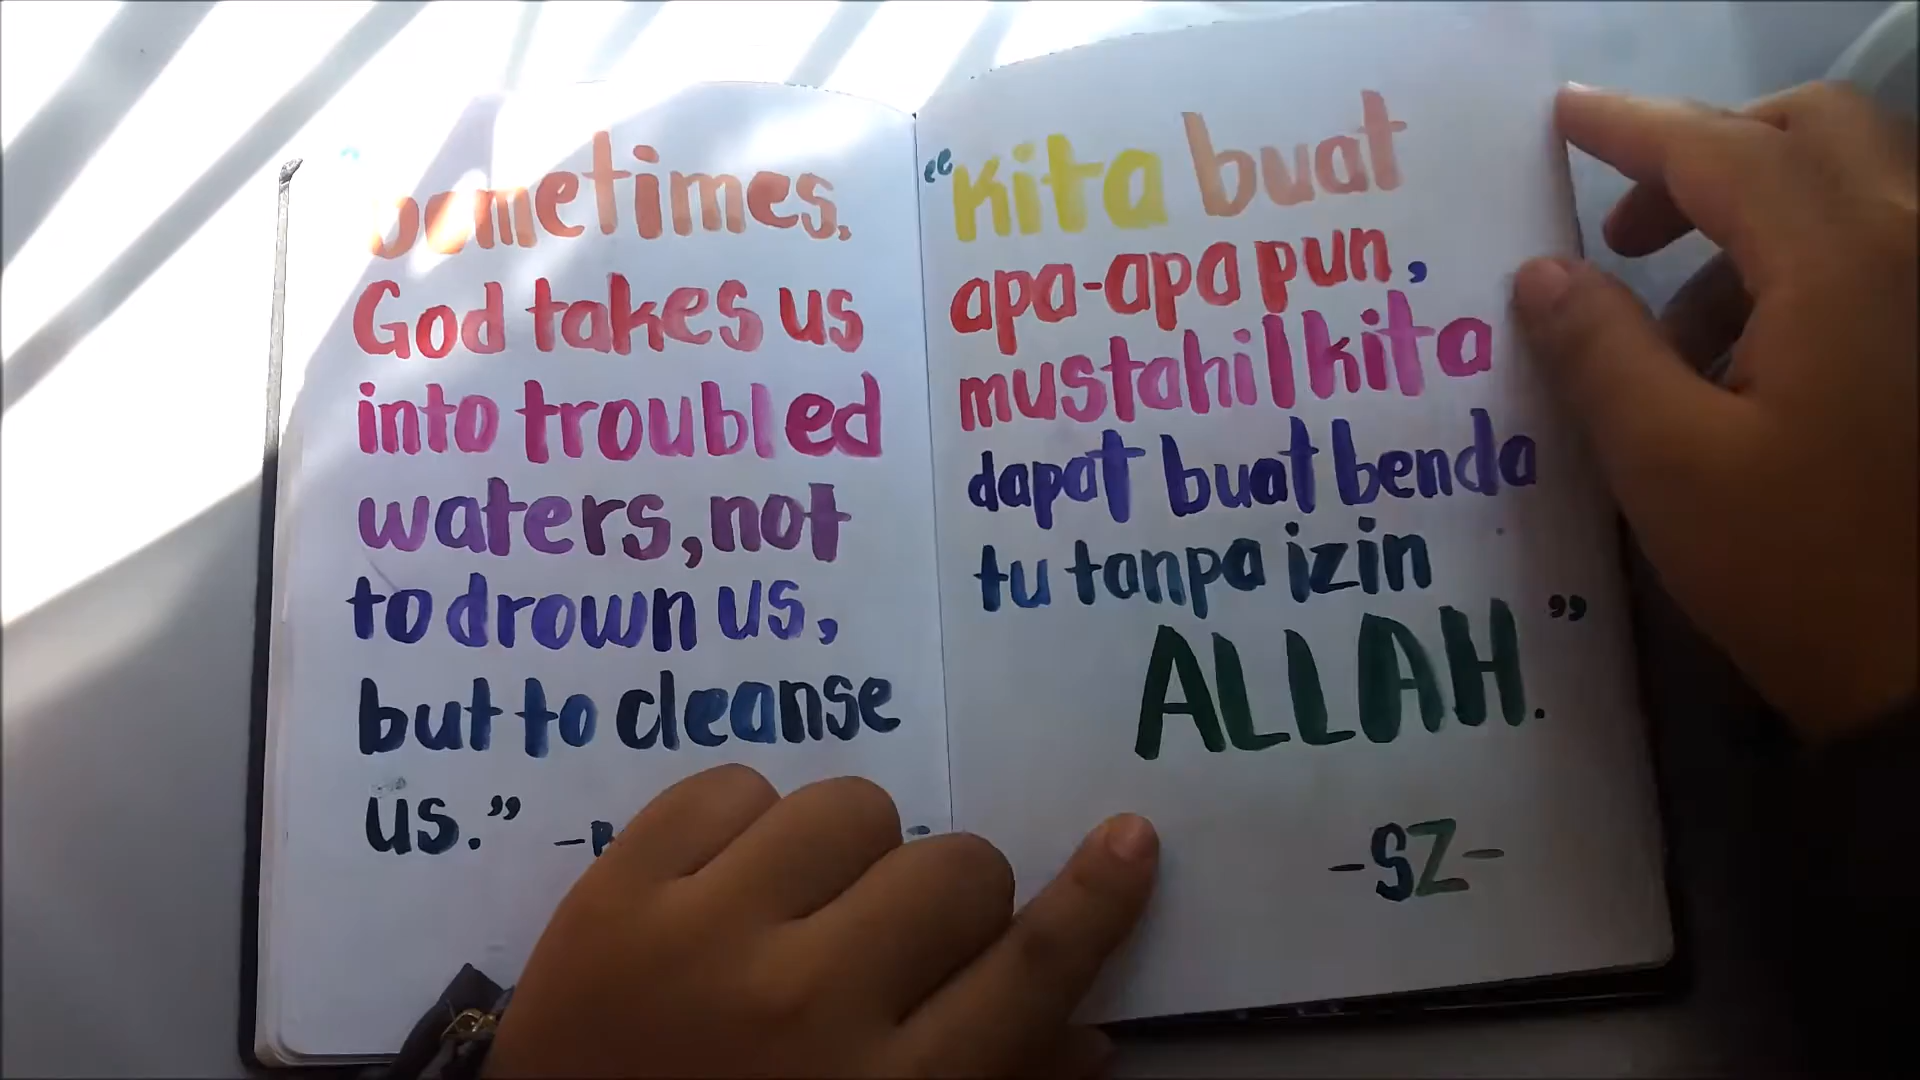 Sometimes,
God takes us
into troubled
waters, not
to drown us,
but to cleanse
us."
"Kita buat
apa-apa pun,
mustahil kita
dapat buat benda
tu tanpa izin
ALLAH."
-SZ-